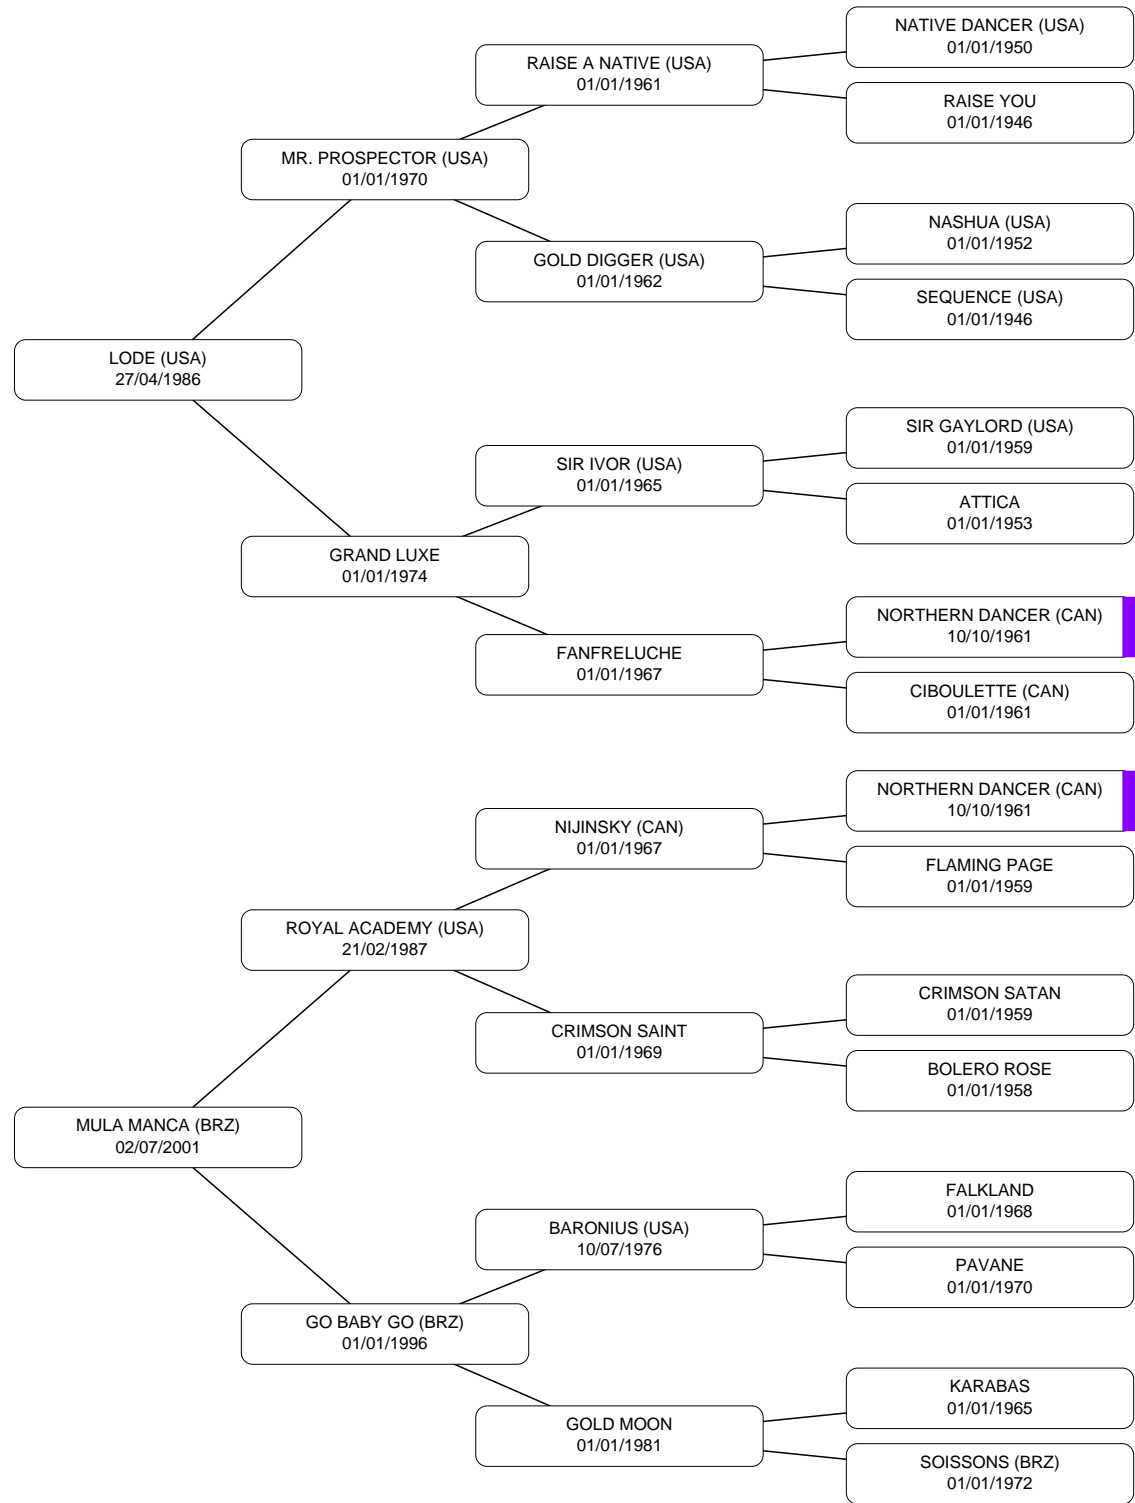 NATIVE DANCER (USA)
01/01/1950
RAISE A NATIVE (USA)
01/01/1961
RAISE YOU
01/01/1946
MR. PROSPECTOR (USA)
01/01/1970
NASHUA (USA)
01/01/1952
GOLD DIGGER (USA)
01/01/1962
SEQUENCE (USA)
01/01/1946
LODE (USA)
27/04/1986
SIR GAYLORD (USA)
01/01/1959
SIR IVOR (USA)
01/01/1965
ATTICA
01/01/1953
GRAND LUXE
01/01/1974
NORTHERN DANCER (CAN)
10/10/1961
FANFRELUCHE
01/01/1967
CIBOULETTE (CAN)
01/01/1961
NORTHERN DANCER (CAN)
10/10/1961
NIJINSKY (CAN)
01/01/1967
FLAMING PAGE
01/01/1959
ROYAL ACADEMY (USA)
21/02/1987
CRIMSON SATAN
01/01/1959
CRIMSON SAINT
01/01/1969
BOLERO ROSE
01/01/1958
MULA MANCA (BRZ)
02/07/2001
FALKLAND
01/01/1968
BARONIUS (USA)
10/07/1976
PAVANE
01/01/1970
GO BABY GO (BRZ)
01/01/1996
KARABAS
01/01/1965
GOLD MOON
01/01/1981
SOISSONS (BRZ)
01/01/1972